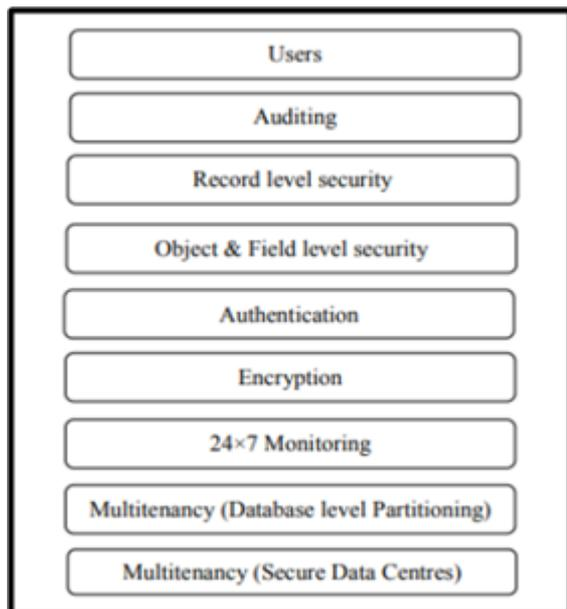 Users
Auditing
Record level security
Object & Field level security
Authentication
Encryption
24×7 Monitoring
Multitenancy (Database level Partitioning)
Multitenancy (Secure Data Centres)